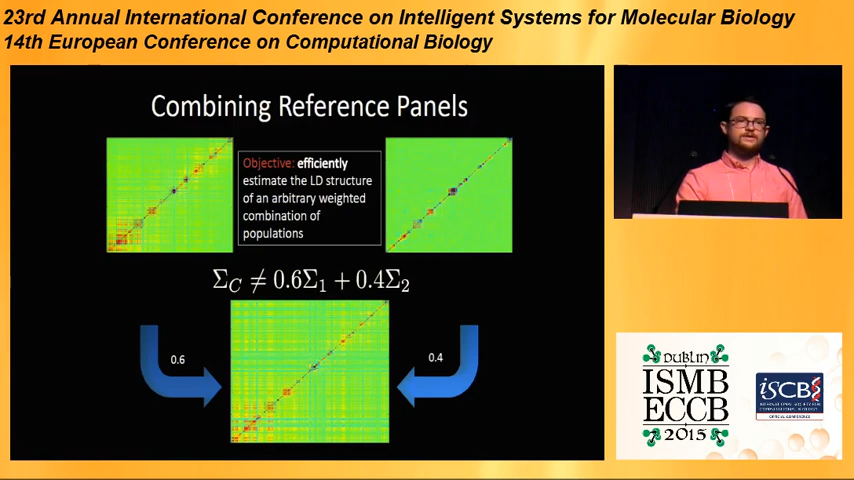 23rd Annual International Conference on Intelligent Systems for Molecular Biology
14th European Conference on Computational Biology
Combining Reference Panels
Objective: efficiently
estimate the LD structure
of an arbitrary weighted
combination of
populations
Σ_C ≠ 0.6Σ₁ + 0.4Σ₂
0.6
0.4
DUBLIN
ISMB
ECCB
2015
iSCB